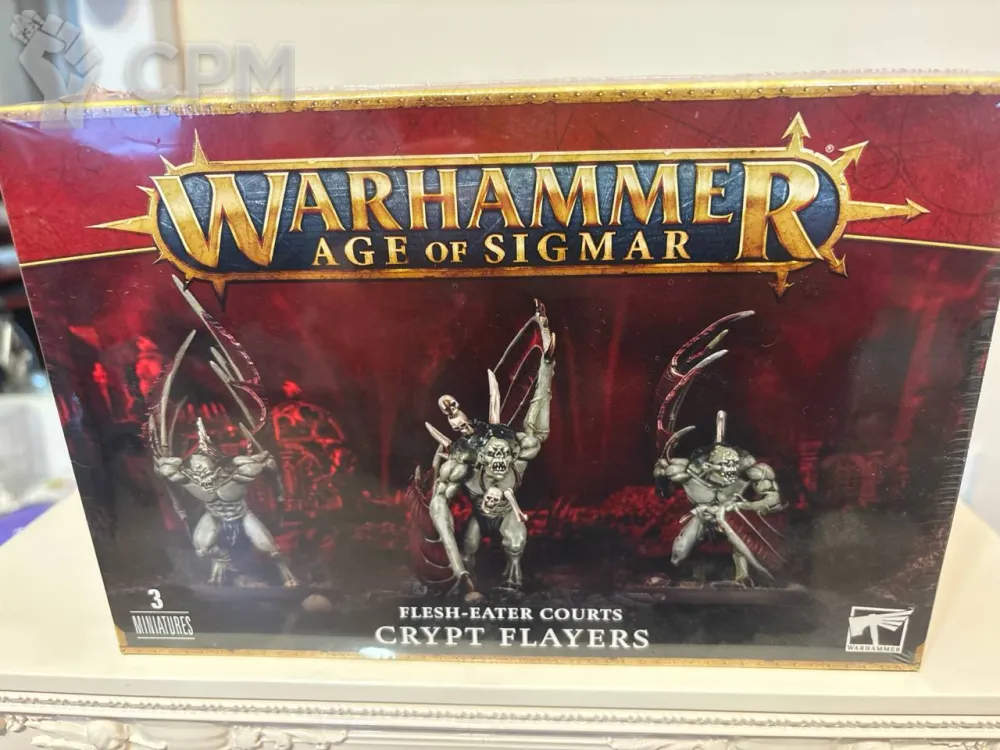 CPM
WARHAMMER
®
AGE OF SIGMAR
3
MINIATURES
FLESH-EATER COURTS
CRYPT FLAYERS
WARHAMMER